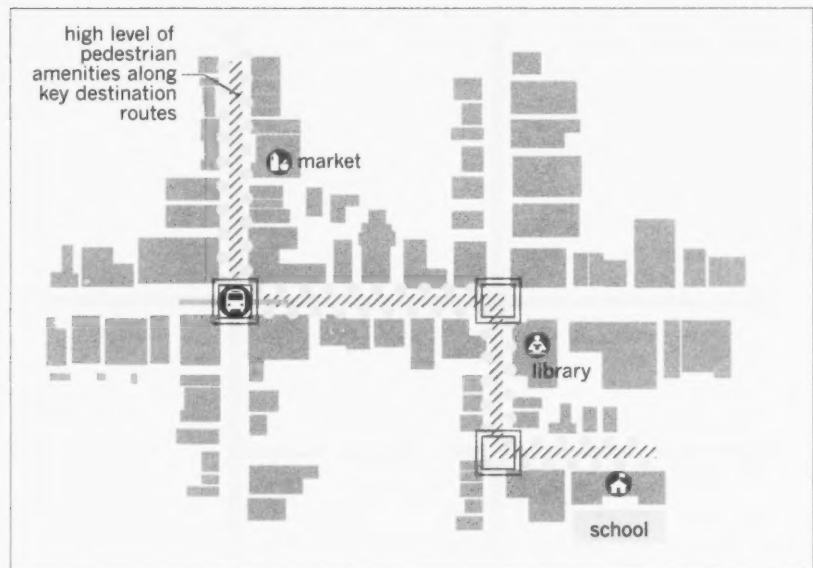 high level of
pedestrian
amenities along
key destination
routes
market
library
school